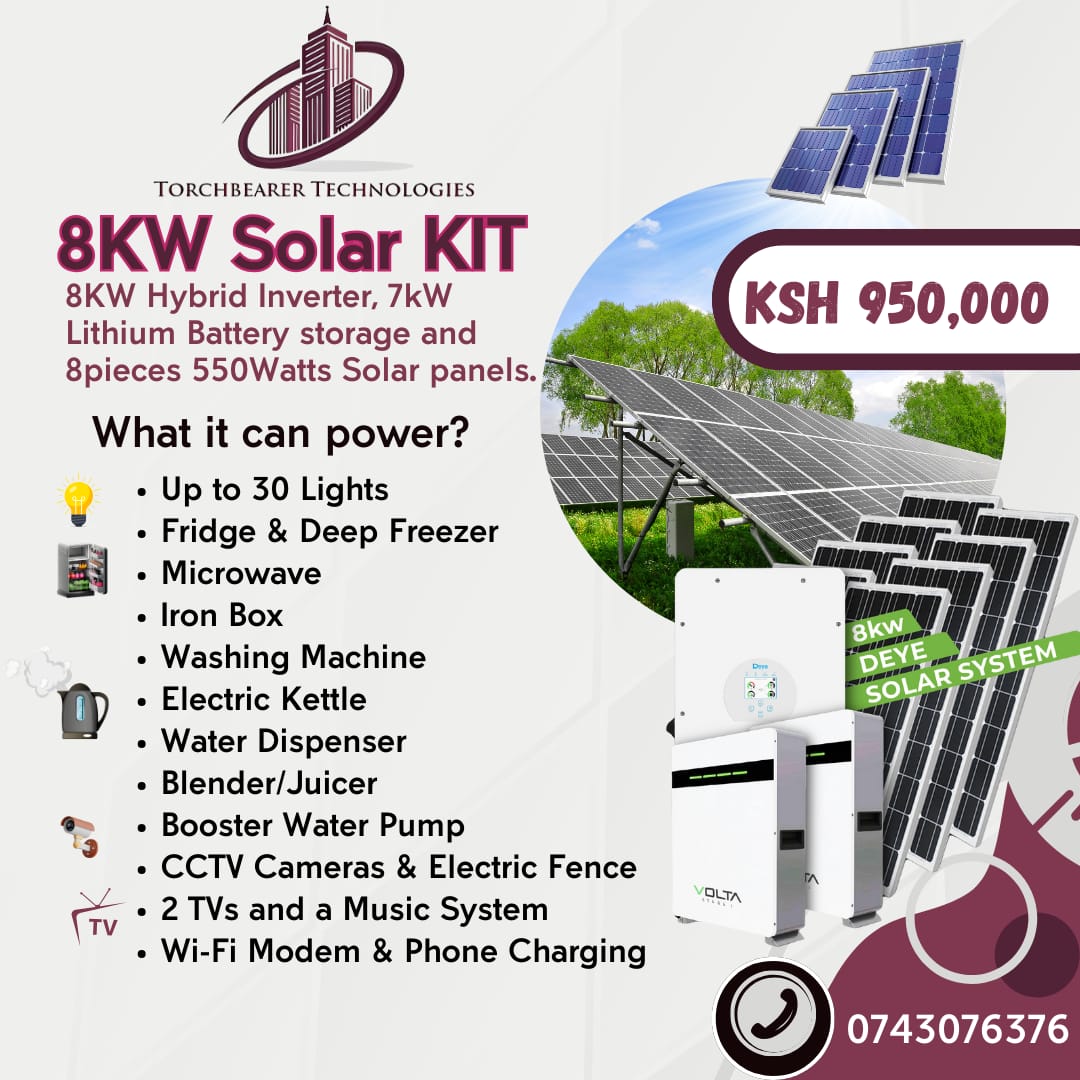 TORCHBEARER TECHNOLOGIES
8KW Solar KIT
8KW Hybrid Inverter, 7kW
Lithium Battery storage and
8pieces 550Watts Solar panels.
KSH 950,000
What it can power?
• Up to 30 Lights
• Fridge & Deep Freezer
• Microwave
• Iron Box
• Washing Machine
• Electric Kettle
• Water Dispenser
• Blender/Juicer
• Booster Water Pump
• CCTV Cameras & Electric Fence
• 2 TVs and a Music System
• Wi-Fi Modem & Phone Charging
TV
8kw
DEYE
SOLAR SYSTEM
Deye
VOLTA
TA
0743076376